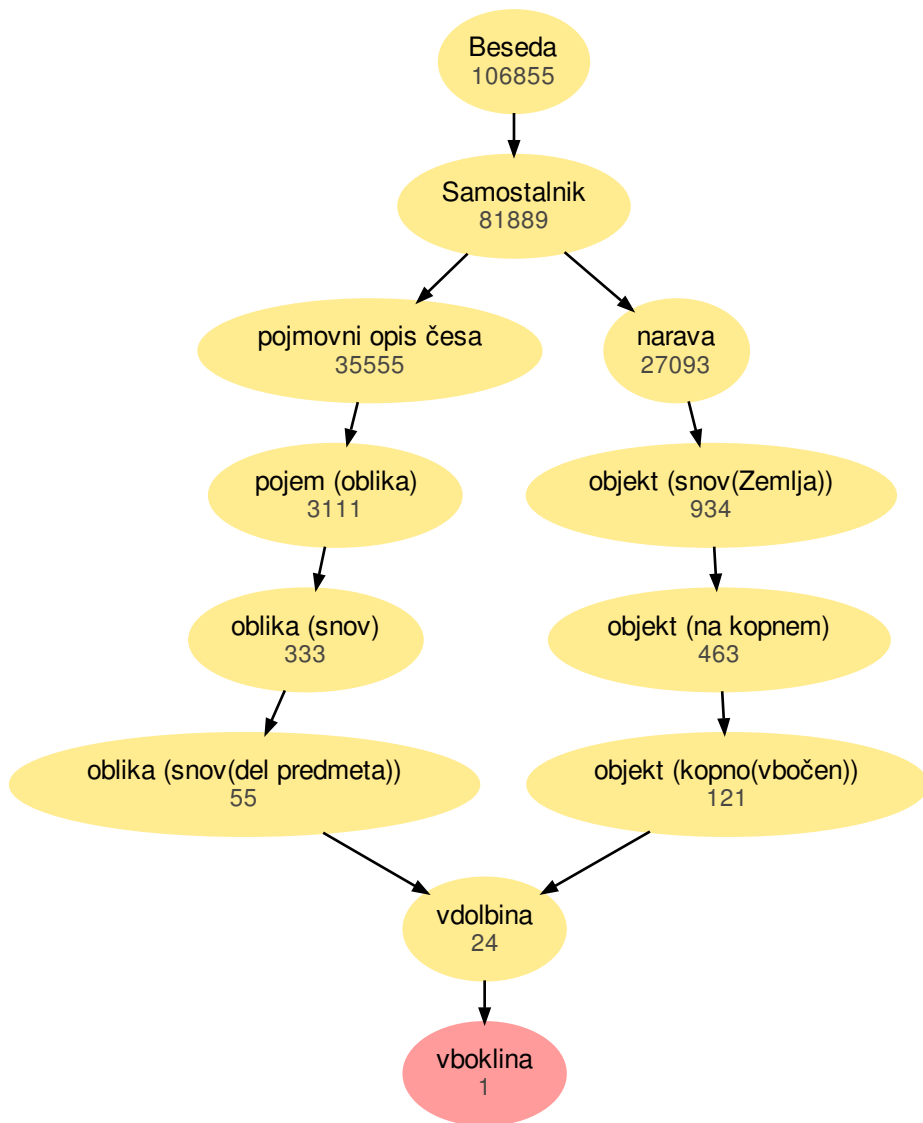 Beseda
106855
Samostalnik
81889
pojmovni opis česa
35555
narava
27093
pojem (oblika)
3111
objekt (snov(Zemlja))
934
oblika (snov)
333
objekt (na kopnem)
463
oblika (snov(del predmeta))
55
objekt (kopno(vbočen))
121
vdolbina
24
vboklina
1